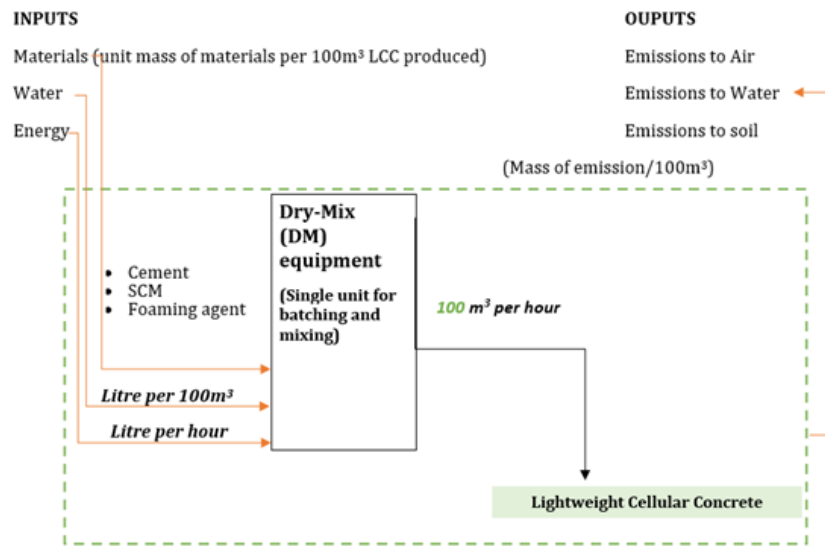 INPUTS
OUPUTS
Materials (unit mass of materials per 100m³ LCC produced)
Emissions to Air
Water
Emissions to Water
Energy
Emissions to soil
(Mass of emission/100m³)
Dry-Mix
(DM)
equipment
(Single unit for
batching and
mixing)
• Cement
• SCM
• Foaming agent
100 m³ per hour
Litre per 100m³
Litre per hour
Lightweight Cellular Concrete